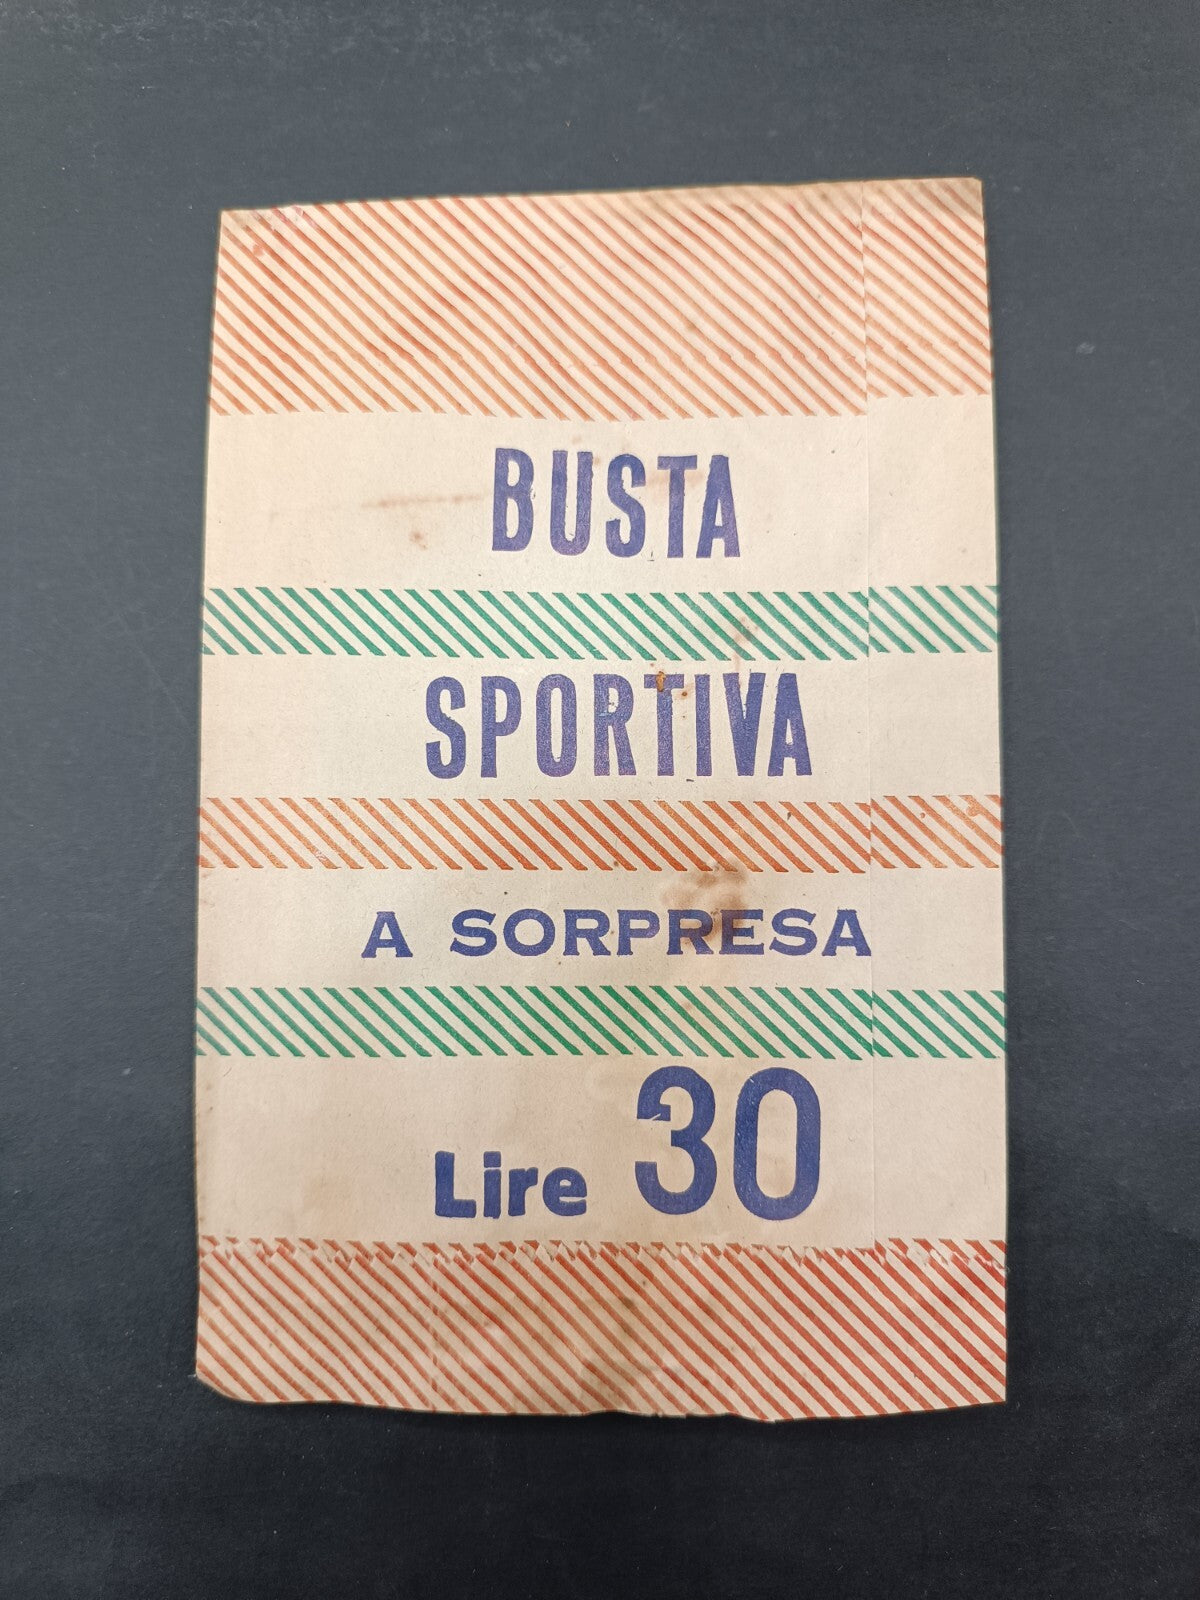 BUSTA
SPORTIVA
A SORPRESA
Lire 30